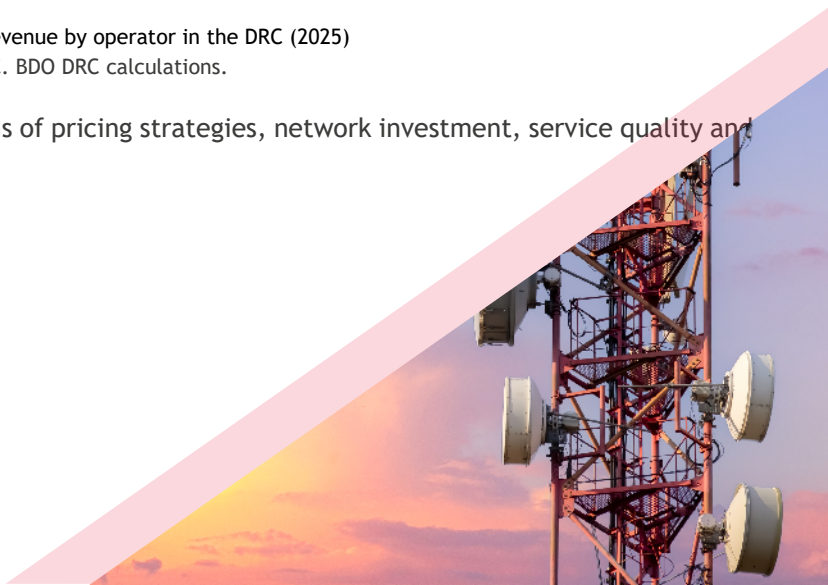 venue by operator in the DRC (2025)
. BDO DRC calculations.
s of pricing strategies, network investment, service quality and